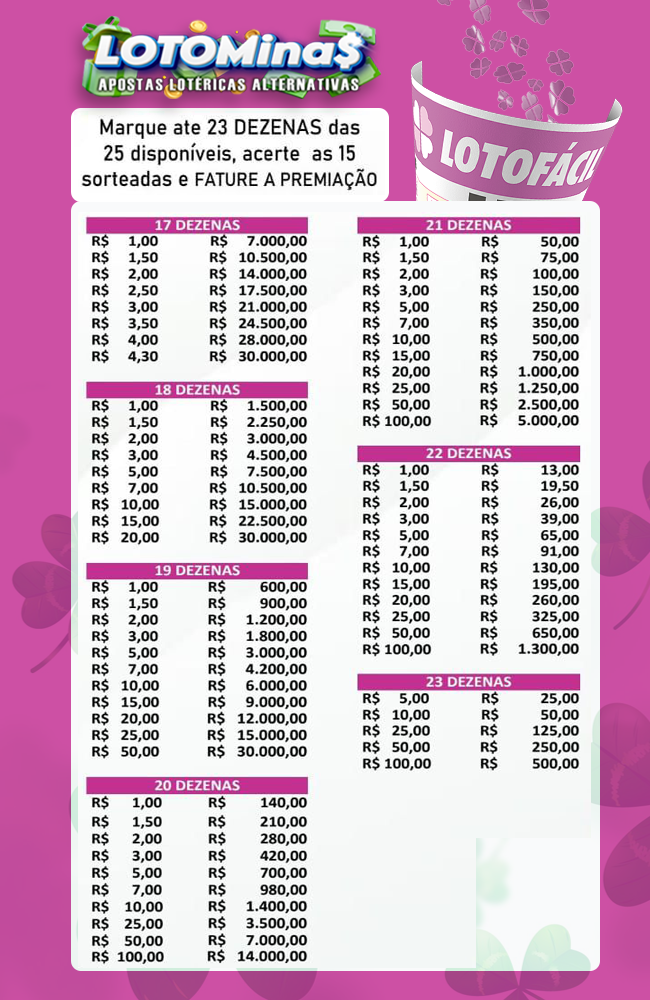 LOTOMina$
APOSTAS LOTÉRICAS ALTERNATIVAS
Marque ate 23 DEZENAS das
25 disponíveis, acerte as 15
sorteadas e FATURE A PREMIAÇÃO
LOTOFÁCIL
17 DEZENAS
R$ 1,00 R$ 7.000,00
R$ 1,50 R$ 10.500,00
R$ 2,00 R$ 14.000,00
R$ 2,50 R$ 17.500,00
R$ 3,00 R$ 21.000,00
R$ 3,50 R$ 24.500,00
R$ 4,00 R$ 28.000,00
R$ 4,30 R$ 30.000,00
18 DEZENAS
R$ 1,00 R$ 1.500,00
R$ 1,50 R$ 2.250,00
R$ 2,00 R$ 3.000,00
R$ 3,00 R$ 4.500,00
R$ 5,00 R$ 7.500,00
R$ 7,00 R$ 10.500,00
R$ 10,00 R$ 15.000,00
R$ 15,00 R$ 22.500,00
R$ 20,00 R$ 30.000,00
19 DEZENAS
R$ 1,00 R$ 600,00
R$ 1,50 R$ 900,00
R$ 2,00 R$ 1.200,00
R$ 3,00 R$ 1.800,00
R$ 5,00 R$ 3.000,00
R$ 7,00 R$ 4.200,00
R$ 10,00 R$ 6.000,00
R$ 15,00 R$ 9.000,00
R$ 20,00 R$ 12.000,00
R$ 25,00 R$ 15.000,00
R$ 50,00 R$ 30.000,00
20 DEZENAS
R$ 1,00 R$ 140,00
R$ 1,50 R$ 210,00
R$ 2,00 R$ 280,00
R$ 3,00 R$ 420,00
R$ 5,00 R$ 700,00
R$ 7,00 R$ 980,00
R$ 10,00 R$ 1.400,00
R$ 25,00 R$ 3.500,00
R$ 50,00 R$ 7.000,00
R$ 100,00 R$ 14.000,00
21 DEZENAS
R$ 1,00 R$ 50,00
R$ 1,50 R$ 75,00
R$ 2,00 R$ 100,00
R$ 3,00 R$ 150,00
R$ 5,00 R$ 250,00
R$ 7,00 R$ 350,00
R$ 10,00 R$ 500,00
R$ 15,00 R$ 750,00
R$ 20,00 R$ 1.000,00
R$ 25,00 R$ 1.250,00
R$ 50,00 R$ 2.500,00
R$ 100,00 R$ 5.000,00
22 DEZENAS
R$ 1,00 R$ 13,00
R$ 1,50 R$ 19,50
R$ 2,00 R$ 26,00
R$ 3,00 R$ 39,00
R$ 5,00 R$ 65,00
R$ 7,00 R$ 91,00
R$ 10,00 R$ 130,00
R$ 15,00 R$ 195,00
R$ 20,00 R$ 260,00
R$ 25,00 R$ 325,00
R$ 50,00 R$ 650,00
R$ 100,00 R$ 1.300,00
23 DEZENAS
R$ 5,00 R$ 25,00
R$ 10,00 R$ 50,00
R$ 25,00 R$ 125,00
R$ 50,00 R$ 250,00
R$ 100,00 R$ 500,00